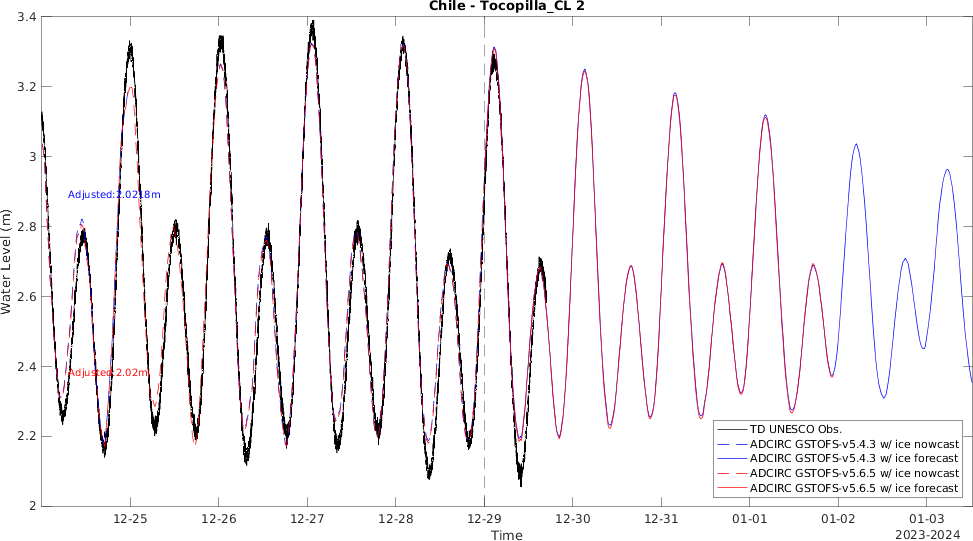 Chile - Tocopilla_CL 2
3.4
3.2
3
2.8
2.6
2.4
2.2
2
Water Level (m)
Adjusted:2.0218m
Adjusted:2.02m
TD UNESCO Obs.
ADCIRC GSTOFS-v5.4.3 w/ ice nowcast
ADCIRC GSTOFS-v5.4.3 w/ ice forecast
ADCIRC GSTOFS-v5.6.5 w/ ice nowcast
ADCIRC GSTOFS-v5.6.5 w/ ice forecast
12-25 12-26 12-27 12-28 12-29 12-30 12-31 01-01 01-02 01-03
Time
2023-2024